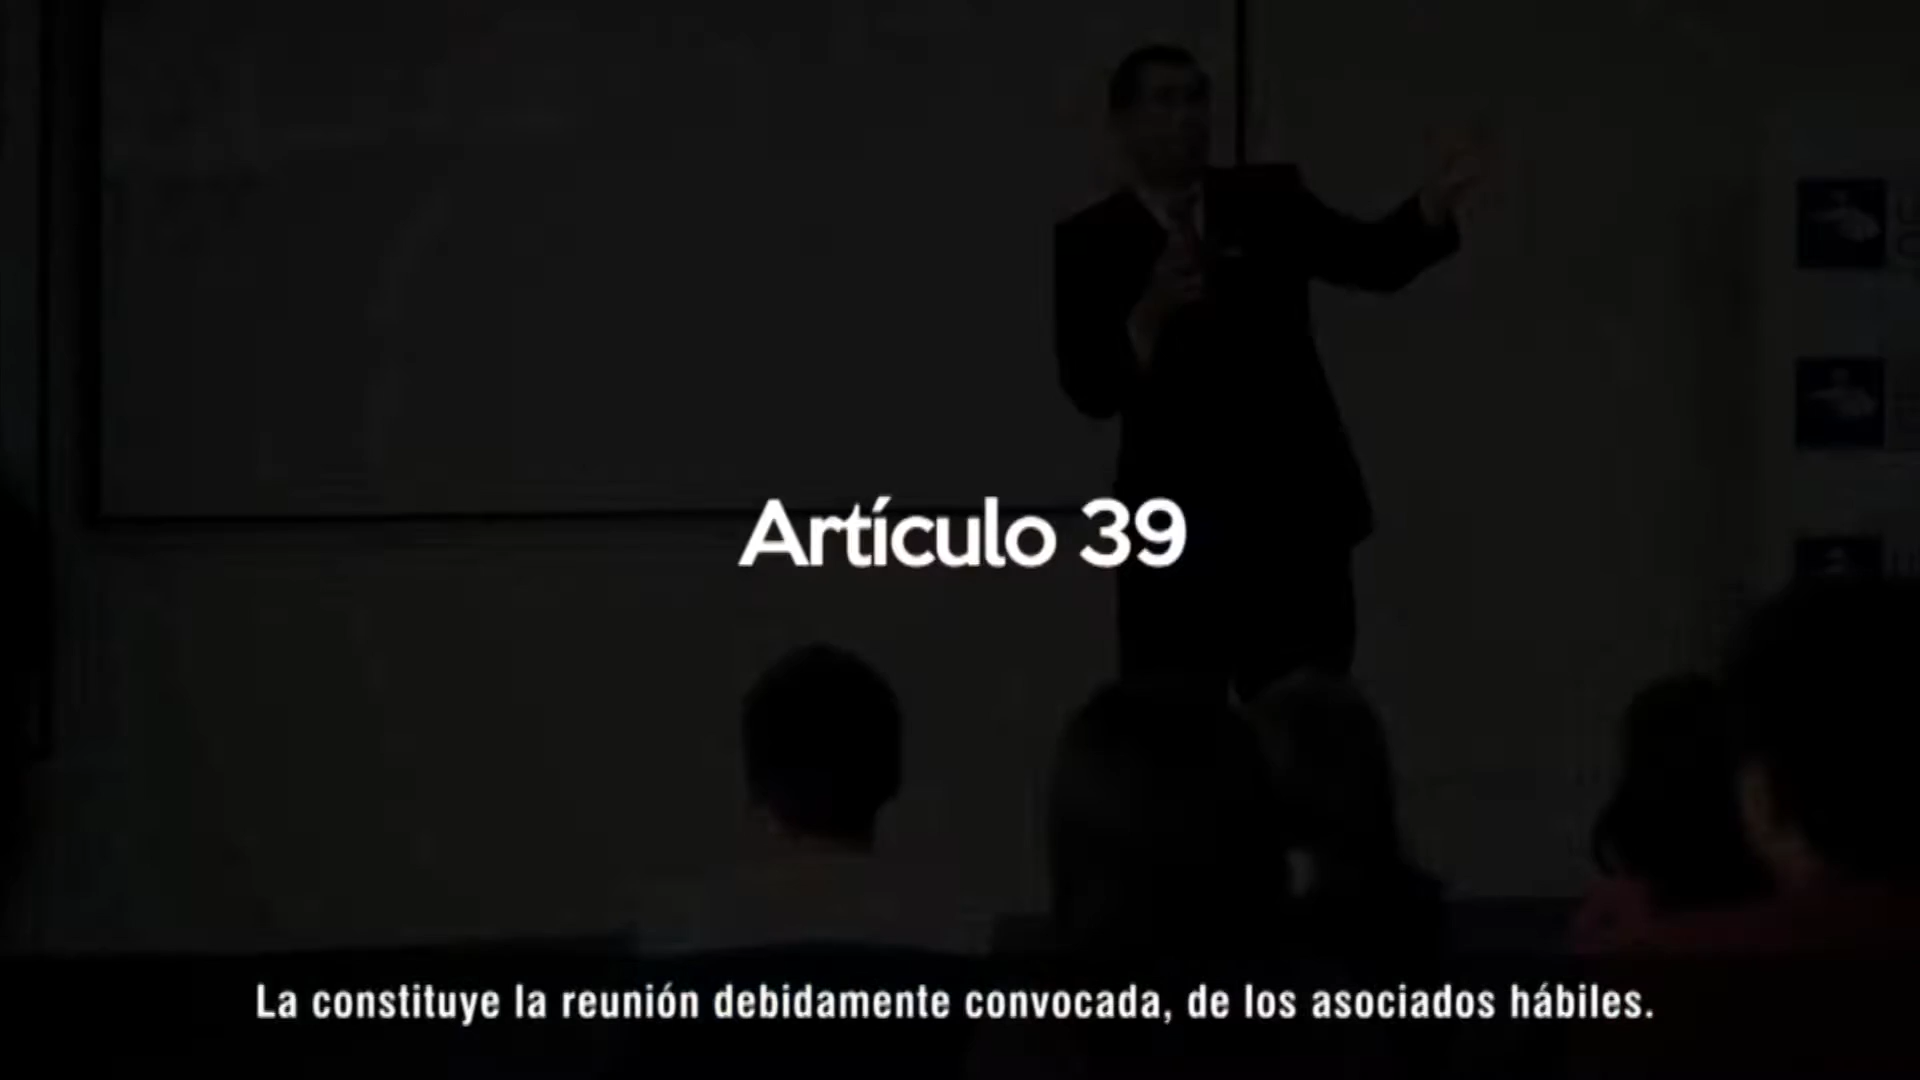 Artículo 39
La constituye la reunión debidamente convocada, de los asociados hábiles.